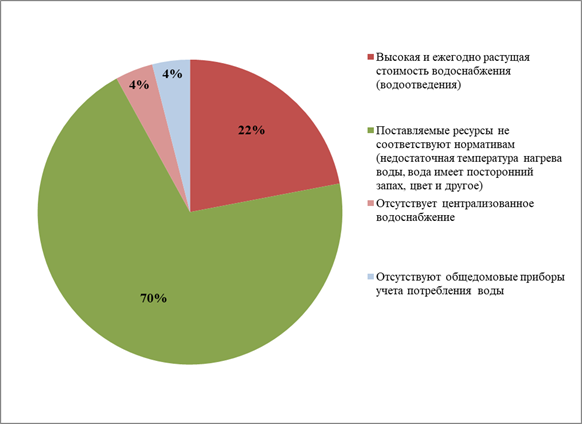 4%
4%
22%
70%
Высокая и ежегодно растущая
стоимость водоснабжения
(водоотведения)
Поставляемые ресурсы не
соответствуют нормативам
(недостаточная температура нагрева
воды, вода имеет посторонний
запах, цвет и другое)
Отсутствует централизованное
водоснабжение
Отсутствуют общедомовые приборы
учета потребления воды